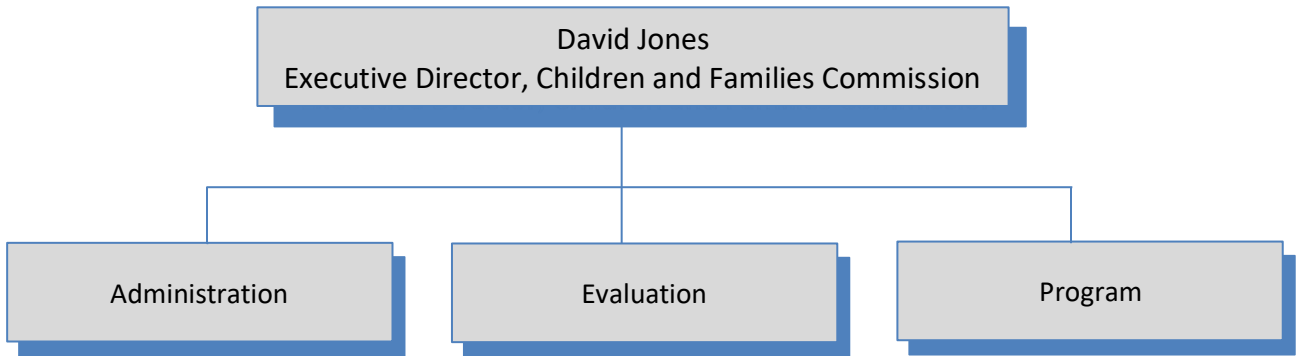 David Jones
Executive Director, Children and Families Commission
Administration
Evaluation
Program